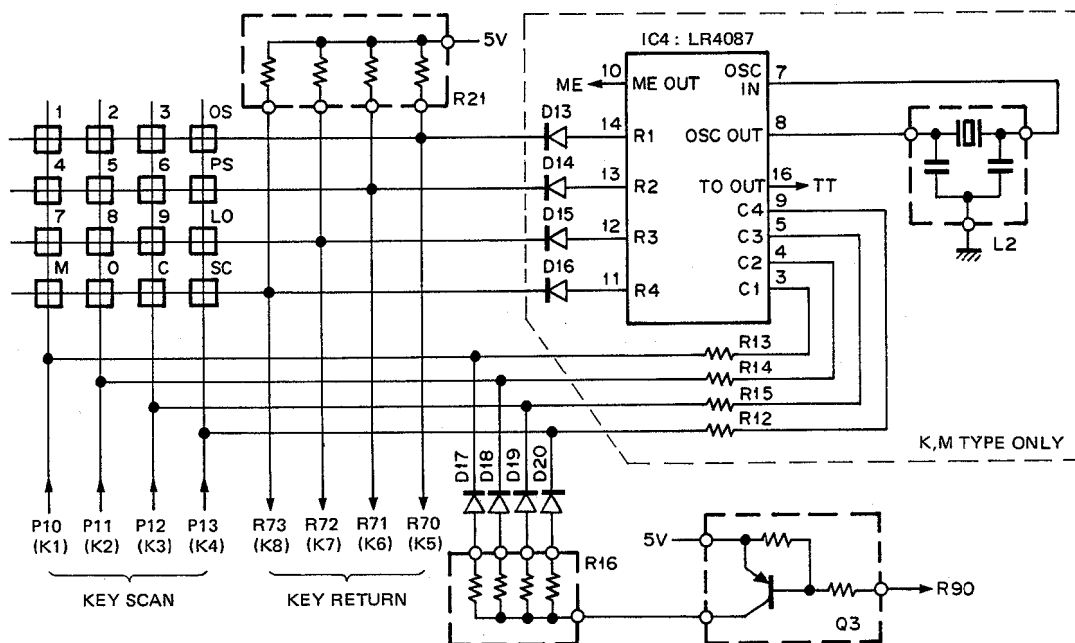 IC4 : LR4087
5V
R21
10
ME
ME OUT
OSC IN
7
8
OSC OUT
16
TO OUT
TT
9
C4
5
C3
4
C2
3
C1
L2
1 2 3 OS
4 5 6 PS
7 8 9 LO
M O C SC
D13
14
R1
D14
13
R2
D15
12
R3
D16
11
R4
R13
R14
R15
R12
K,M TYPE ONLY
D17 D18 D19 D20
P10 P11 P12 P13 R73 R72 R71 R70
(K1) (K2) (K3) (K4) (K8) (K7) (K6) (K5)
KEY SCAN KEY RETURN
R16
5V
R90
Q3